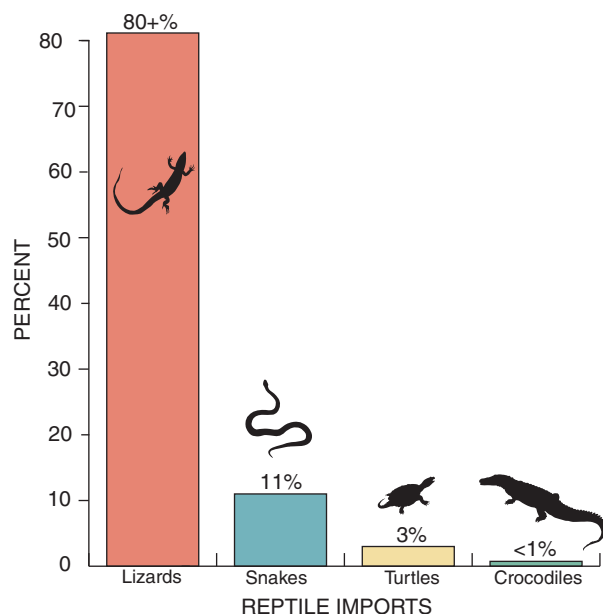 80+%
80
70
60
50
40
30
20
10
0
PERCENT
11%
3%
<1%
Lizards
Snakes
Turtles
Crocodiles
REPTILE IMPORTS